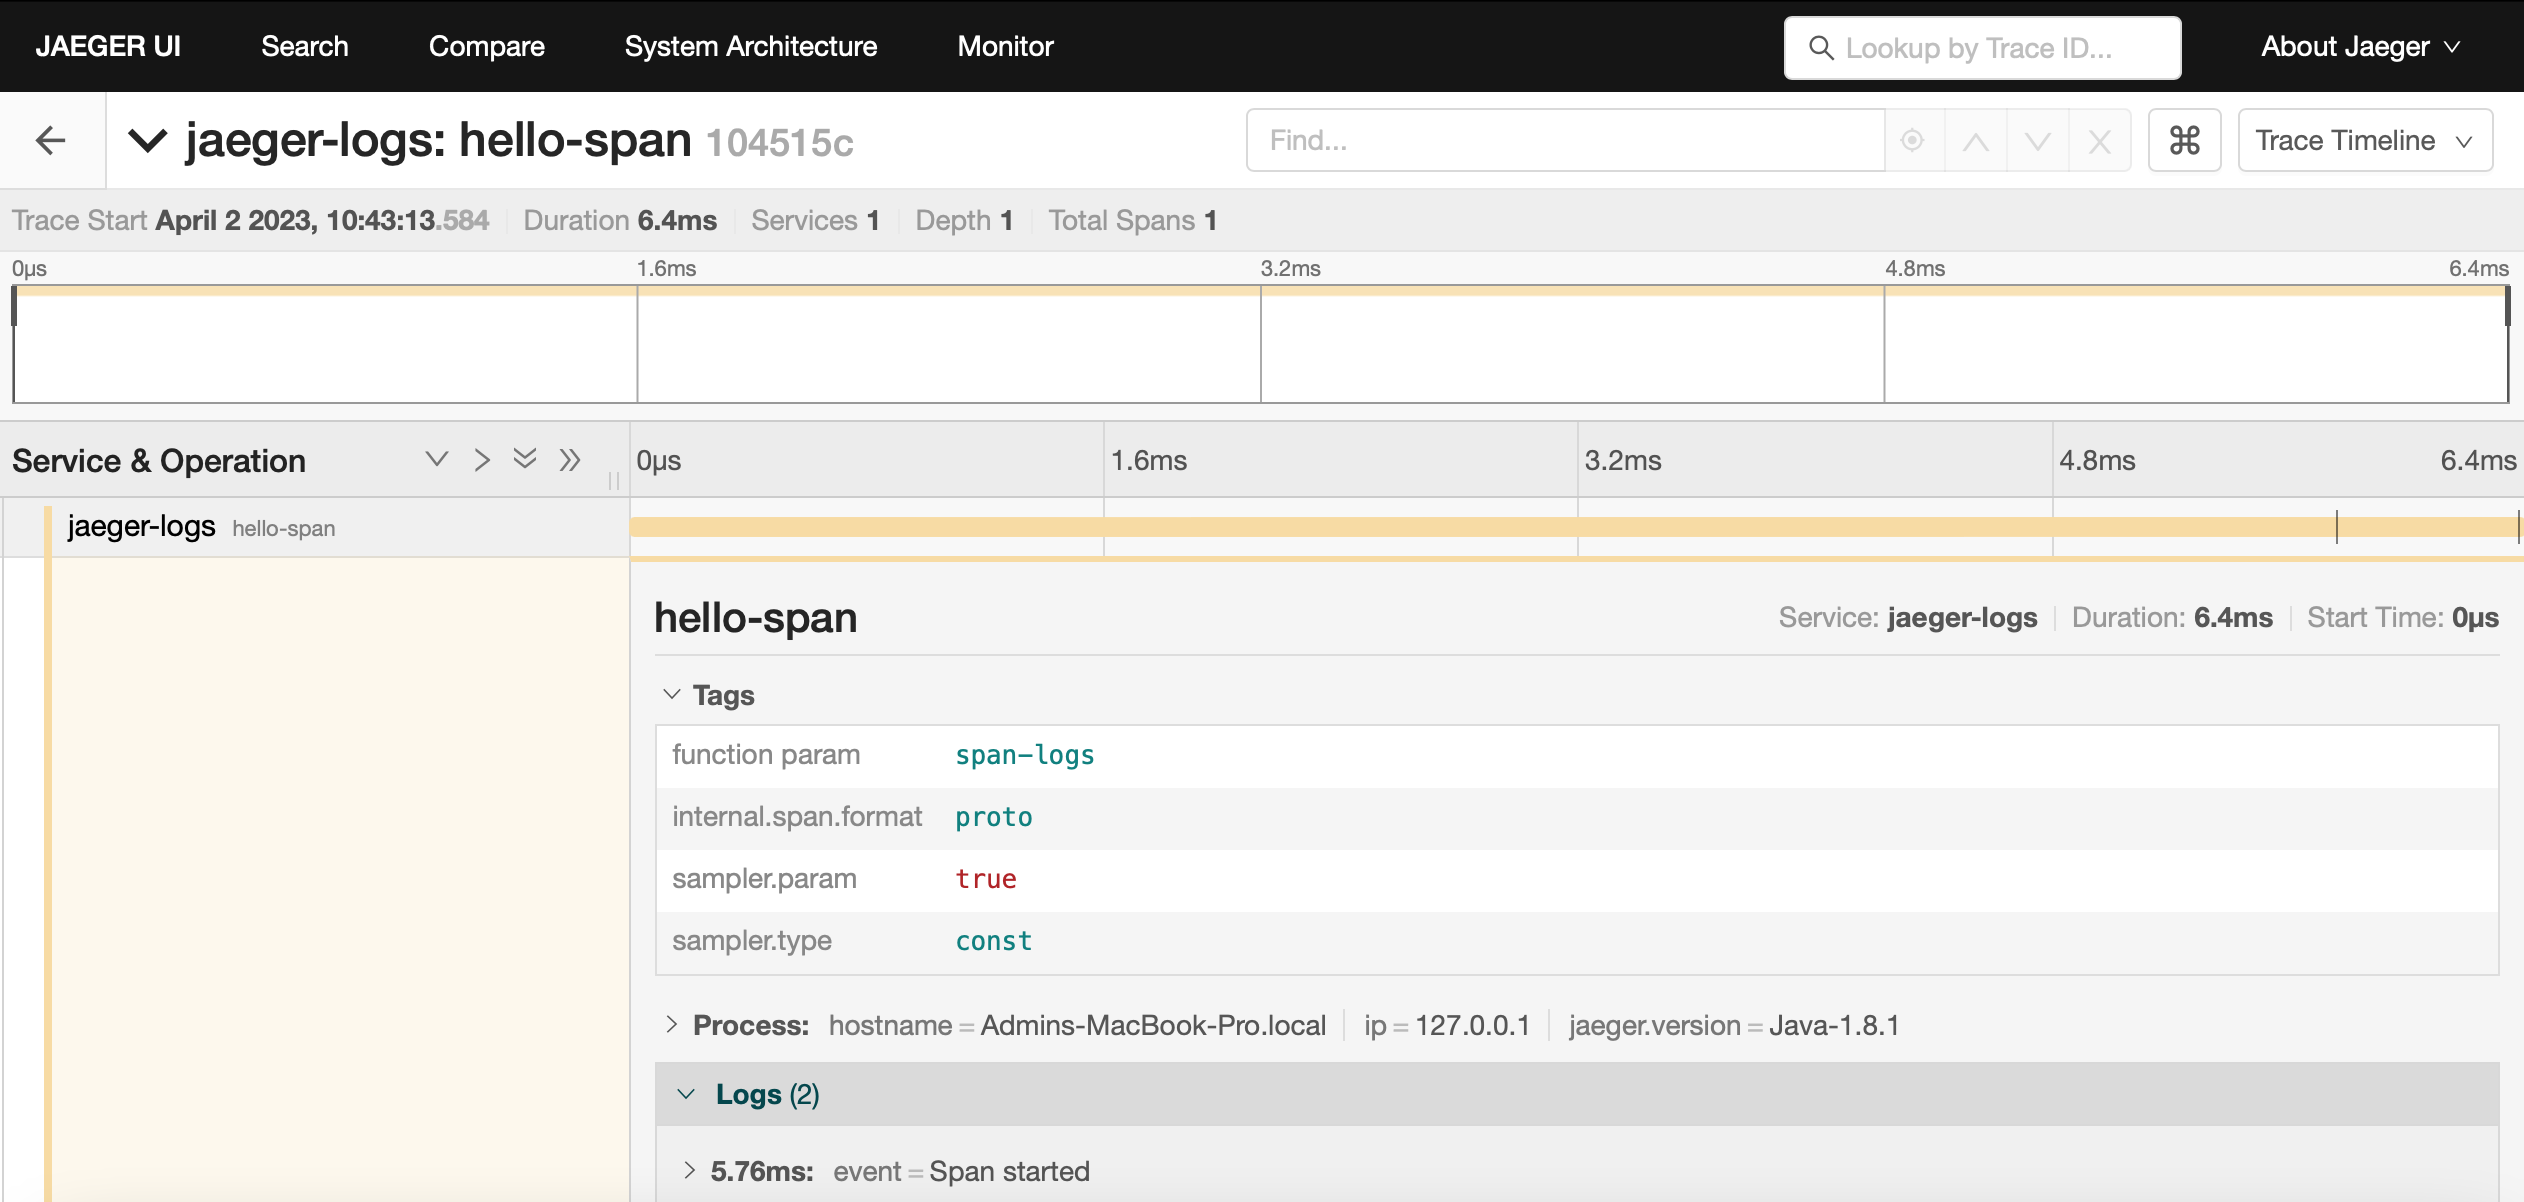 JAEGER UI Search Compare System Architecture Monitor Lookup by Trace ID... About Jaeger
jaeger-logs: hello-span 104515c Find... ⌘ Trace Timeline
Trace Start April 2 2023, 10:43:13.584 Duration 6.4ms Services 1 Depth 1 Total Spans 1
0μs 1.6ms 3.2ms 4.8ms 6.4ms
Service & Operation 0μs 1.6ms 3.2ms 4.8ms 6.4ms
jaeger-logs hello-span
hello-span Service: jaeger-logs Duration: 6.4ms Start Time: 0μs
Tags
function param span-logs
internal.span.format proto
sampler.param true
sampler.type const
Process: hostname = Admins-MacBook-Pro.local ip = 127.0.0.1 jaeger.version = Java-1.8.1
Logs (2)
5.76ms: event = Span started